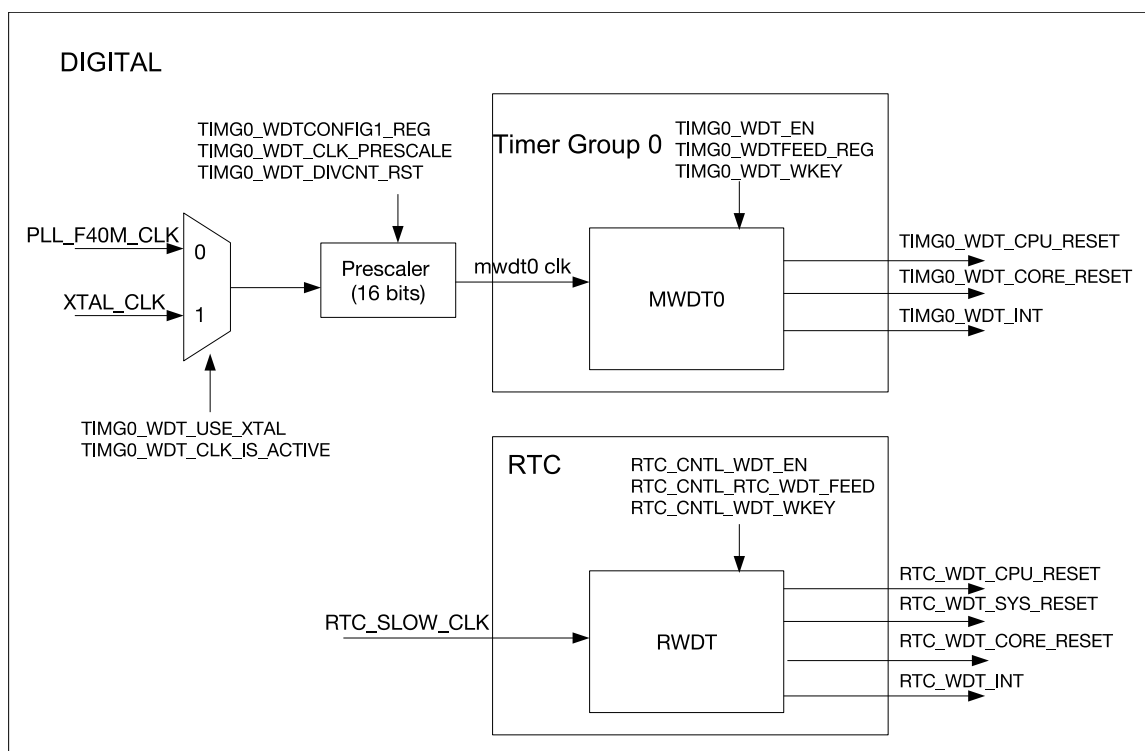 DIGITAL
TIMG0_WDTCONFIG1_REG
TIMG0_WDT_CLK_PRESCALE
TIMG0_WDT_DIVCNT_RST
Timer Group 0
TIMG0_WDT_EN
TIMG0_WDTFEED_REG
TIMG0_WDT_WKEY
PLL_F40M_CLK
0
XTAL_CLK
1
Prescaler
(16 bits)
mwdt0 clk
MWDT0
TIMG0_WDT_CPU_RESET
TIMG0_WDT_CORE_RESET
TIMG0_WDT_INT
TIMG0_WDT_USE_XTAL
TIMG0_WDT_CLK_IS_ACTIVE
RTC
RTC_CNTL_WDT_EN
RTC_CNTL_RTC_WDT_FEED
RTC_CNTL_WDT_WKEY
RTC_SLOW_CLK
RWDT
RTC_WDT_CPU_RESET
RTC_WDT_SYS_RESET
RTC_WDT_CORE_RESET
RTC_WDT_INT